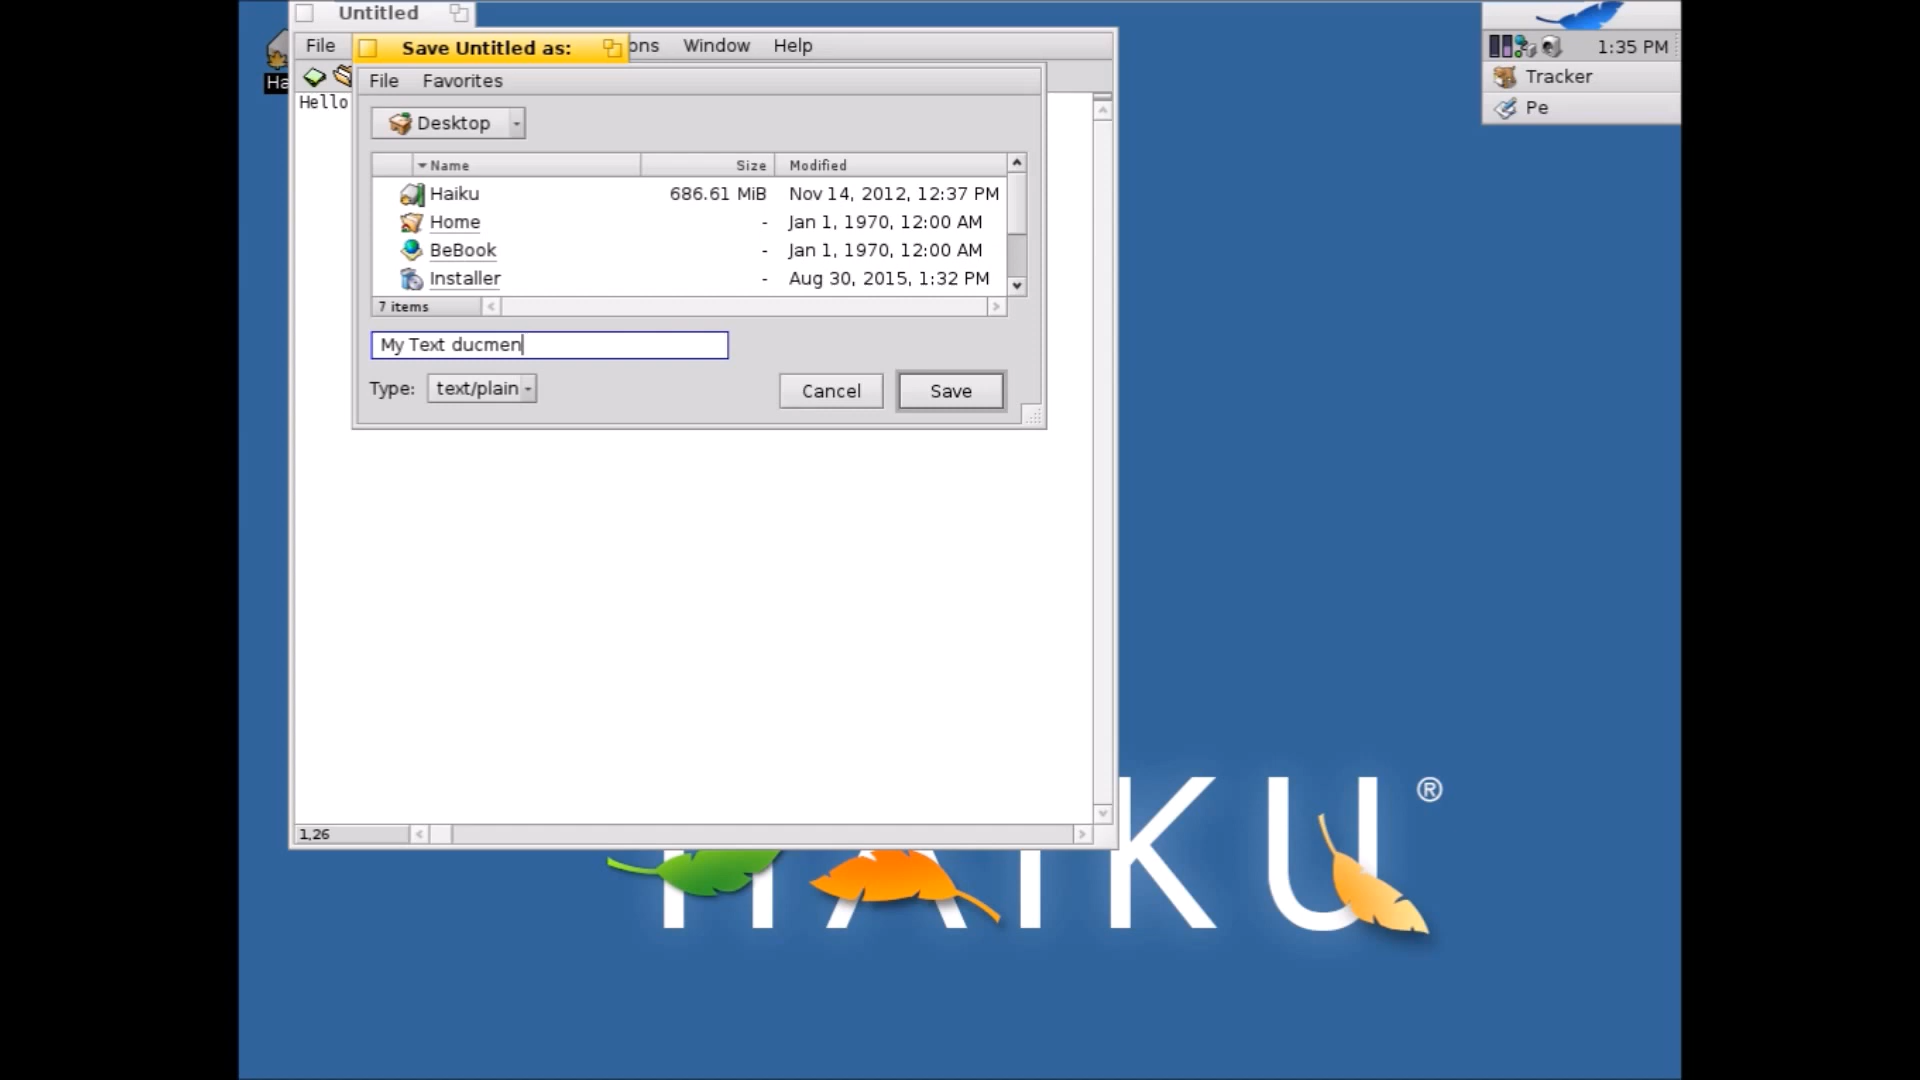 Untitled
File
Save Untitled as:
ons
Window
Help
Ha
File
Favorites
Hello
Desktop
Name
Size
Modified
Haiku
686.61 MiB
Nov 14, 2012, 12:37 PM
Home
-
Jan 1, 1970, 12:00 AM
BeBook
-
Jan 1, 1970, 12:00 AM
Installer
-
Aug 30, 2015, 1:32 PM
7 items
My Text ducmen
Type:
text/plain
Cancel
Save
1,26
1:35 PM
Tracker
Pe
HAIKU®